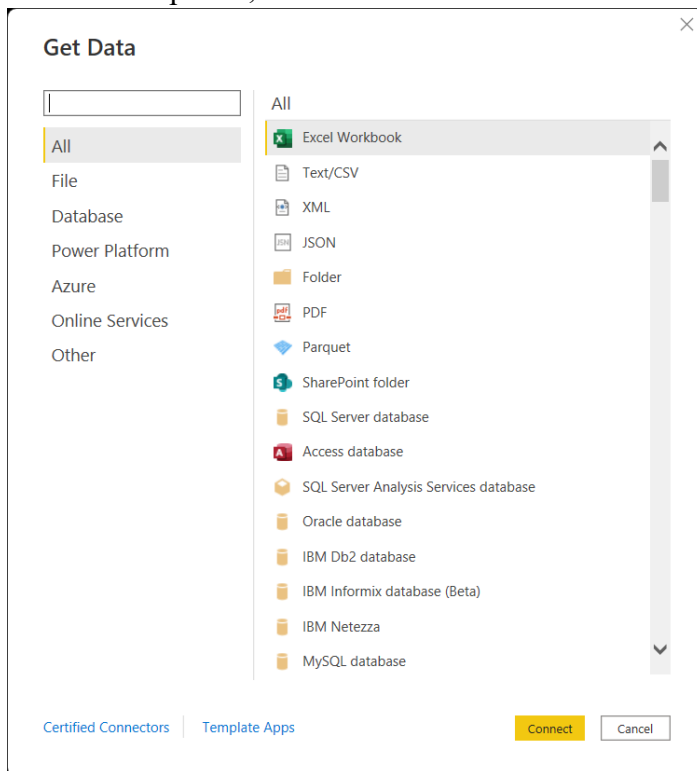 Get Data
All
File
Database
Power Platform
Azure
Online Services
Other
All
Excel Workbook
Text/CSV
XML
JSON
Folder
PDF
Parquet
SharePoint folder
SQL Server database
Access database
SQL Server Analysis Services database
Oracle database
IBM Db2 database
IBM Informix database (Beta)
IBM Netezza
MySQL database
Certified Connectors
Template Apps
Connect
Cancel